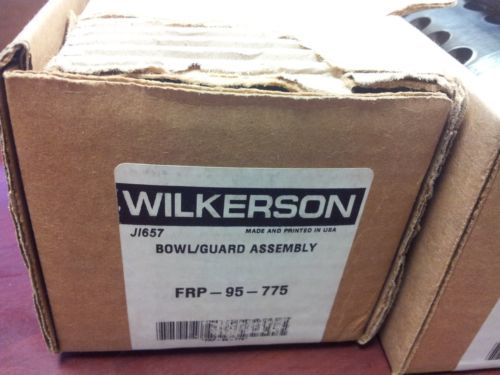 WILKERSON
JI657 MADE AND PRINTED IN USA
BOWL/GUARD ASSEMBLY
FRP-95-775